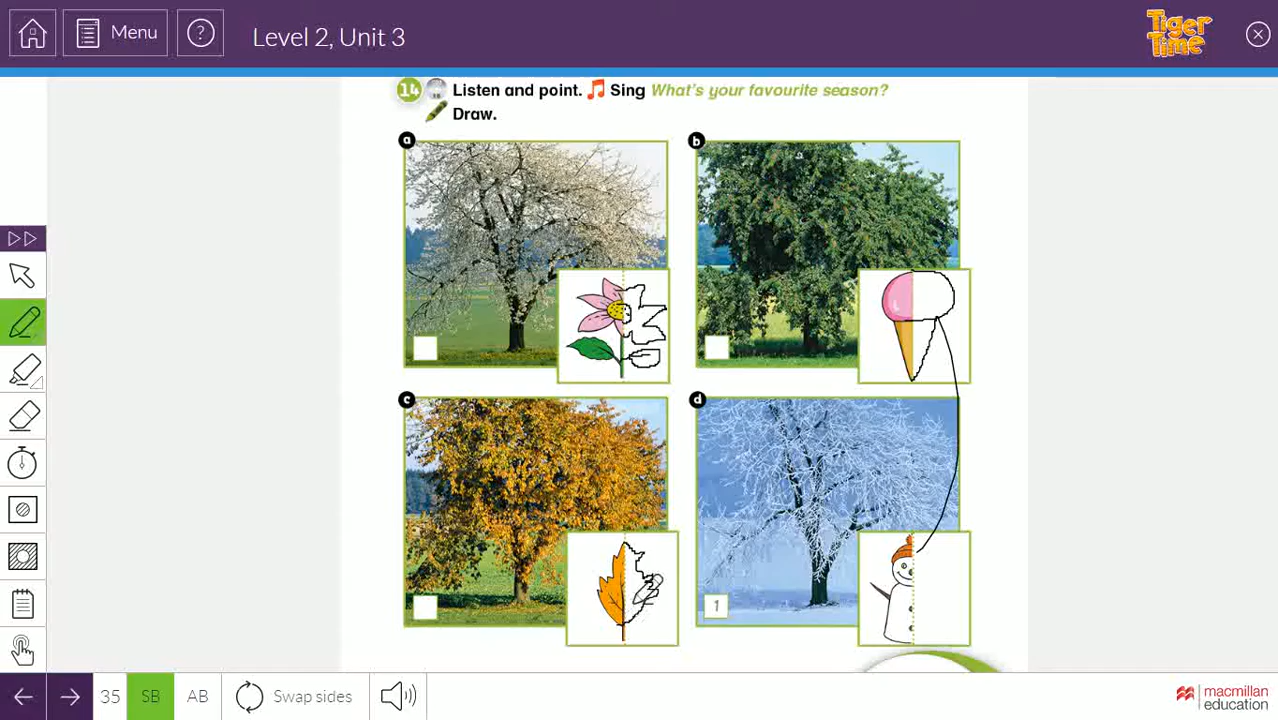 Menu
?
Level 2, Unit 3
Tiger
Time
14 Listen and point. Sing What's your favourite season?
Draw.
a
b
c
d
1
35
SB
AB
Swap sides
macmillan
education